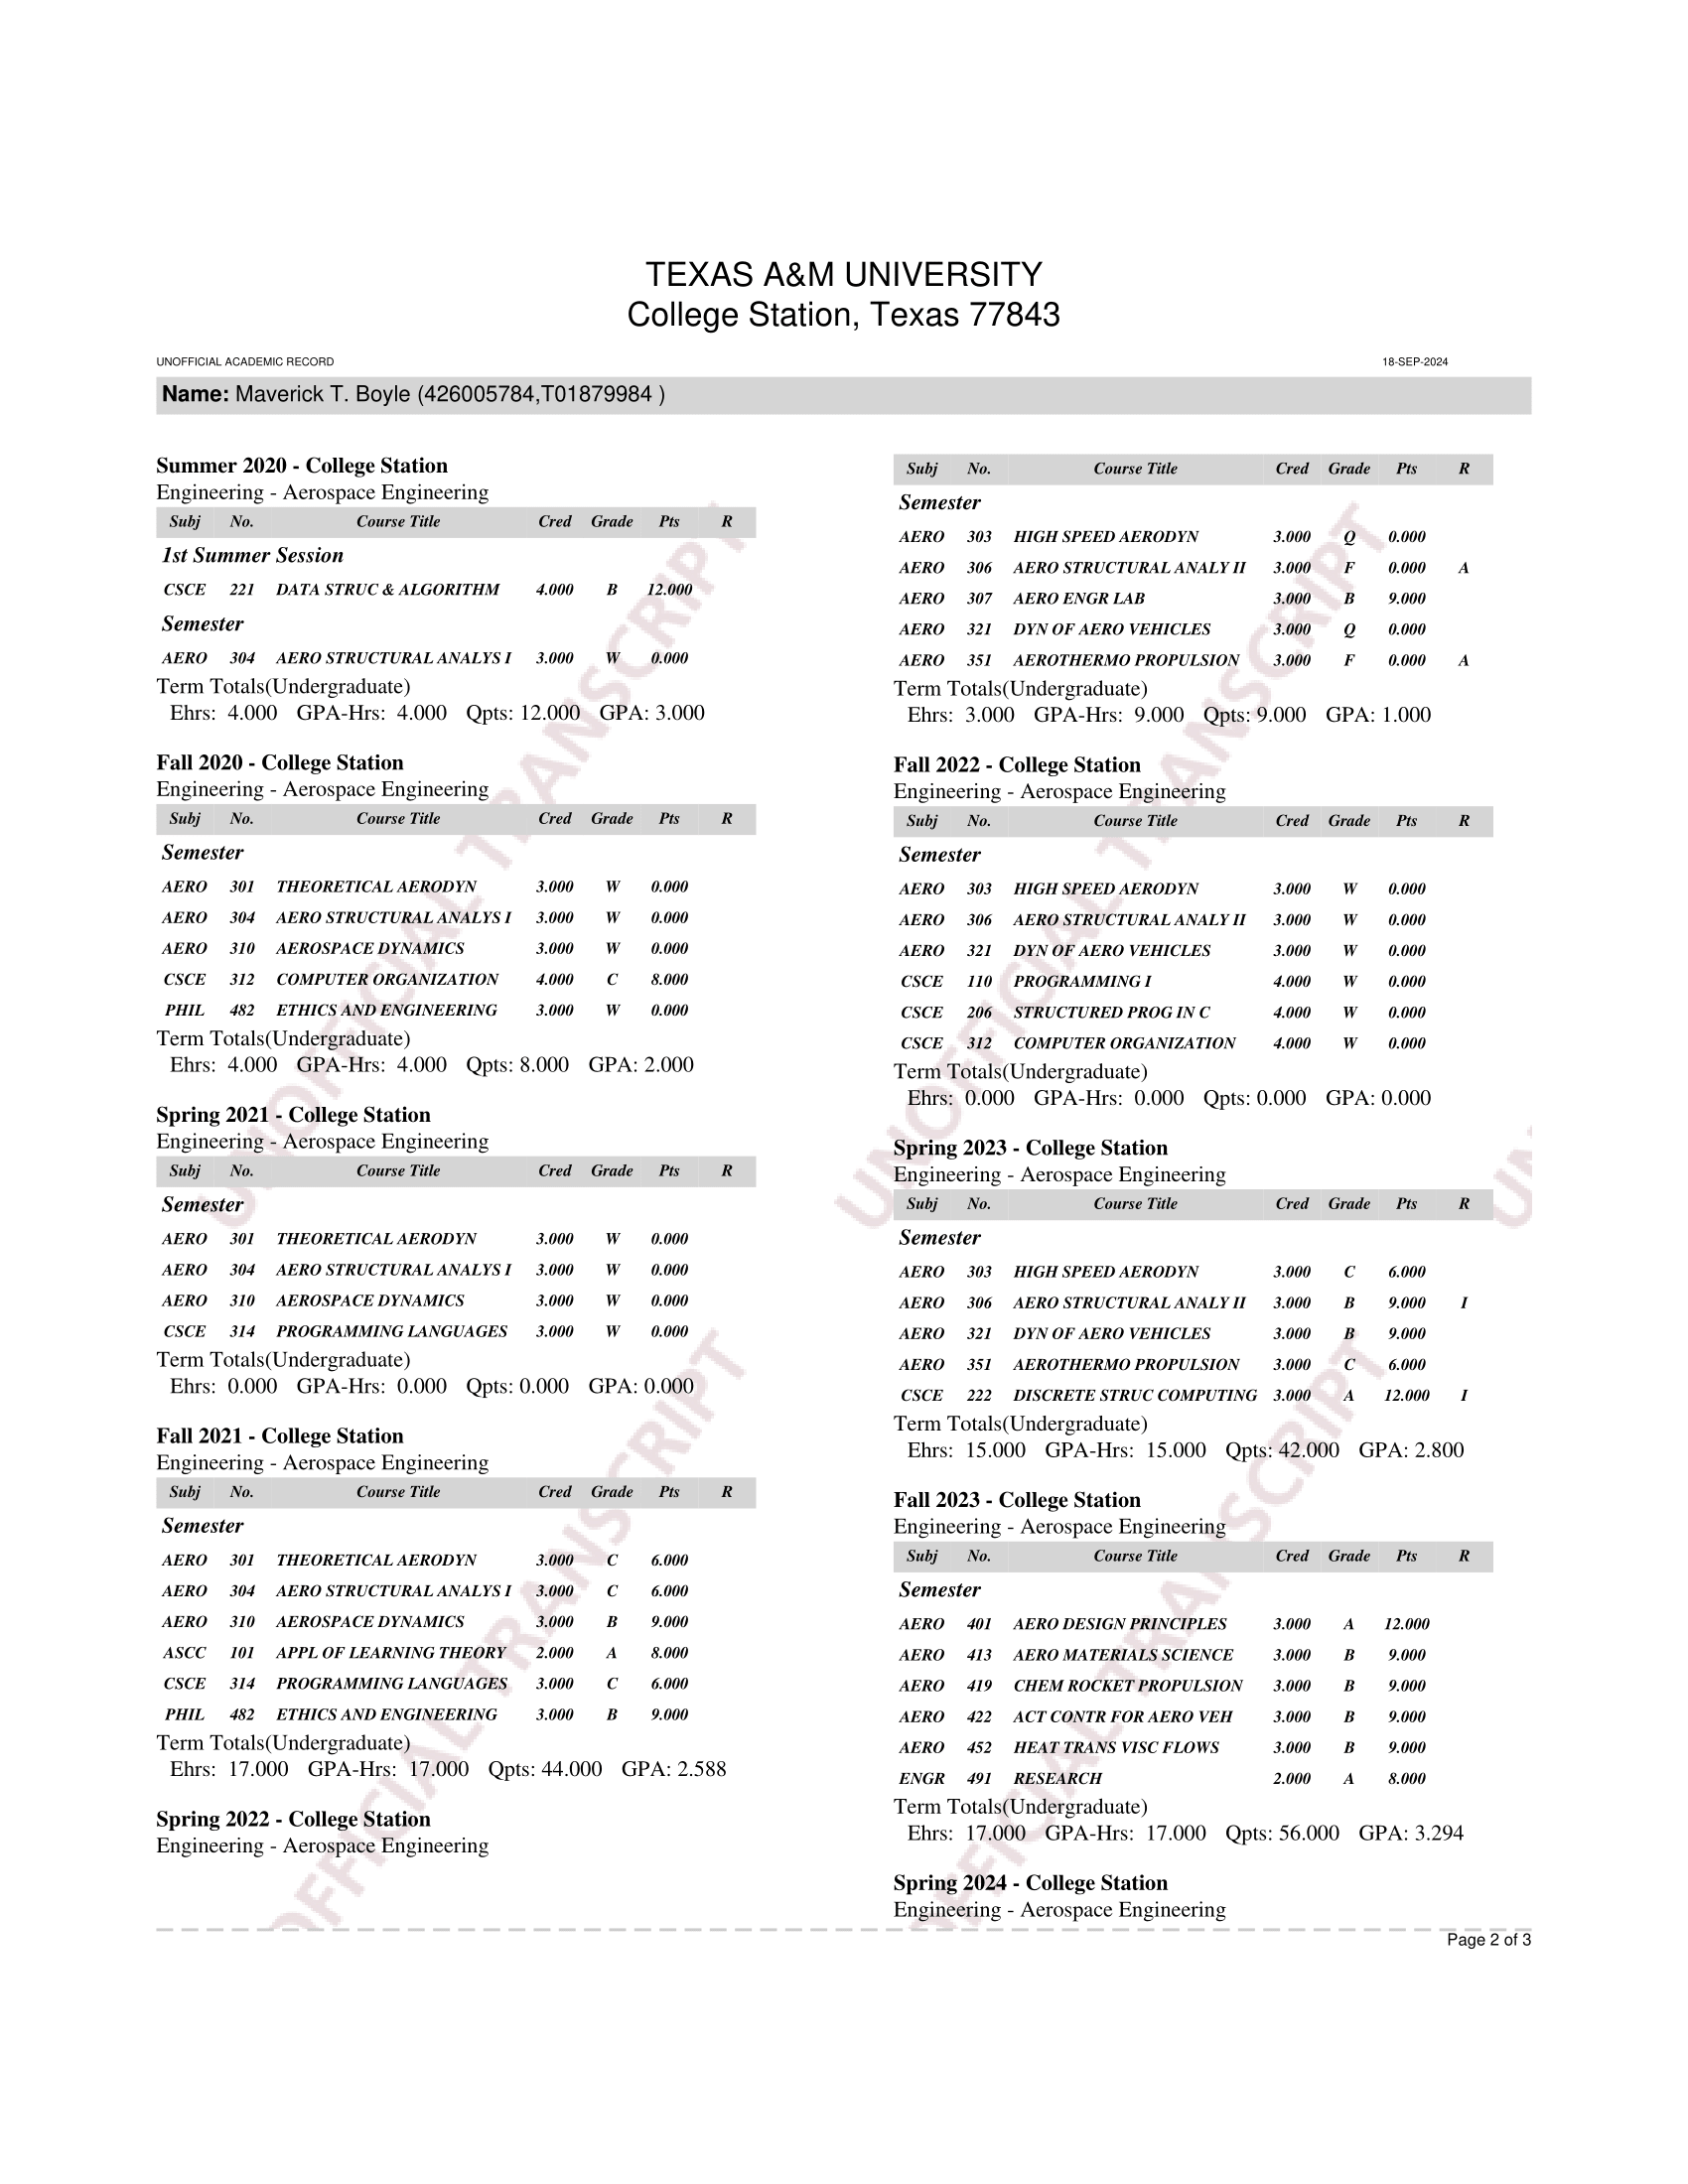 TEXAS A&M UNIVERSITY
College Station, Texas 77843
UNOFFICIAL ACADEMIC RECORD 18-SEP-2024
Name: Maverick T. Boyle (426005784,T01879984 )
Summer 2020 - College Station
Engineering - Aerospace Engineering
Subj No. Course Title Cred Grade Pts R
1st Summer Session
CSCE 221 DATA STRUC & ALGORITHM 4.000 B 12.000
Semester
AERO 304 AERO STRUCTURAL ANALYS I 3.000 W 0.000
Term Totals(Undergraduate)
Ehrs: 4.000 GPA-Hrs: 4.000 Qpts: 12.000 GPA: 3.000
Fall 2020 - College Station
Engineering - Aerospace Engineering
Subj No. Course Title Cred Grade Pts R
Semester
AERO 301 THEORETICAL AERODYN 3.000 W 0.000
AERO 304 AERO STRUCTURAL ANALYS I 3.000 W 0.000
AERO 310 AEROSPACE DYNAMICS 3.000 W 0.000
CSCE 312 COMPUTER ORGANIZATION 4.000 C 8.000
PHIL 482 ETHICS AND ENGINEERING 3.000 W 0.000
Term Totals(Undergraduate)
Ehrs: 4.000 GPA-Hrs: 4.000 Qpts: 8.000 GPA: 2.000
Spring 2021 - College Station
Engineering - Aerospace Engineering
Subj No. Course Title Cred Grade Pts R
Semester
AERO 301 THEORETICAL AERODYN 3.000 W 0.000
AERO 304 AERO STRUCTURAL ANALYS I 3.000 W 0.000
AERO 310 AEROSPACE DYNAMICS 3.000 W 0.000
CSCE 314 PROGRAMMING LANGUAGES 3.000 W 0.000
Term Totals(Undergraduate)
Ehrs: 0.000 GPA-Hrs: 0.000 Qpts: 0.000 GPA: 0.000
Fall 2021 - College Station
Engineering - Aerospace Engineering
Subj No. Course Title Cred Grade Pts R
Semester
AERO 301 THEORETICAL AERODYN 3.000 C 6.000
AERO 304 AERO STRUCTURAL ANALYS I 3.000 C 6.000
AERO 310 AEROSPACE DYNAMICS 3.000 B 9.000
ASCC 101 APPL OF LEARNING THEORY 2.000 A 8.000
CSCE 314 PROGRAMMING LANGUAGES 3.000 C 6.000
PHIL 482 ETHICS AND ENGINEERING 3.000 B 9.000
Term Totals(Undergraduate)
Ehrs: 17.000 GPA-Hrs: 17.000 Qpts: 44.000 GPA: 2.588
Spring 2022 - College Station
Engineering - Aerospace Engineering
Subj No. Course Title Cred Grade Pts R
Semester
AERO 303 HIGH SPEED AERODYN 3.000 Q 0.000
AERO 306 AERO STRUCTURAL ANALY II 3.000 F 0.000 A
AERO 307 AERO ENGR LAB 3.000 B 9.000
AERO 321 DYN OF AERO VEHICLES 3.000 Q 0.000
AERO 351 AEROTHERMO PROPULSION 3.000 F 0.000 A
Term Totals(Undergraduate)
Ehrs: 3.000 GPA-Hrs: 9.000 Qpts: 9.000 GPA: 1.000
Fall 2022 - College Station
Engineering - Aerospace Engineering
Subj No. Course Title Cred Grade Pts R
Semester
AERO 303 HIGH SPEED AERODYN 3.000 W 0.000
AERO 306 AERO STRUCTURAL ANALY II 3.000 W 0.000
AERO 321 DYN OF AERO VEHICLES 3.000 W 0.000
CSCE 110 PROGRAMMING I 4.000 W 0.000
CSCE 206 STRUCTURED PROG IN C 4.000 W 0.000
CSCE 312 COMPUTER ORGANIZATION 4.000 W 0.000
Term Totals(Undergraduate)
Ehrs: 0.000 GPA-Hrs: 0.000 Qpts: 0.000 GPA: 0.000
Spring 2023 - College Station
Engineering - Aerospace Engineering
Subj No. Course Title Cred Grade Pts R
Semester
AERO 303 HIGH SPEED AERODYN 3.000 C 6.000
AERO 306 AERO STRUCTURAL ANALY II 3.000 B 9.000 I
AERO 321 DYN OF AERO VEHICLES 3.000 B 9.000
AERO 351 AEROTHERMO PROPULSION 3.000 C 6.000
CSCE 222 DISCRETE STRUC COMPUTING 3.000 A 12.000 I
Term Totals(Undergraduate)
Ehrs: 15.000 GPA-Hrs: 15.000 Qpts: 42.000 GPA: 2.800
Fall 2023 - College Station
Engineering - Aerospace Engineering
Subj No. Course Title Cred Grade Pts R
Semester
AERO 401 AERO DESIGN PRINCIPLES 3.000 A 12.000
AERO 413 AERO MATERIALS SCIENCE 3.000 B 9.000
AERO 419 CHEM ROCKET PROPULSION 3.000 B 9.000
AERO 422 ACT CONTR FOR AERO VEH 3.000 B 9.000
AERO 452 HEAT TRANS VISC FLOWS 3.000 B 9.000
ENGR 491 RESEARCH 2.000 A 8.000
Term Totals(Undergraduate)
Ehrs: 17.000 GPA-Hrs: 17.000 Qpts: 56.000 GPA: 3.294
Spring 2024 - College Station
Engineering - Aerospace Engineering
Page 2 of 3
UNOFFICIAL TRANSCRIPT
UNOFFICIAL TRANSCRIPT
OFFICIAL TRANSCRIPT
OFFICIAL TRANSCRIPT
UN